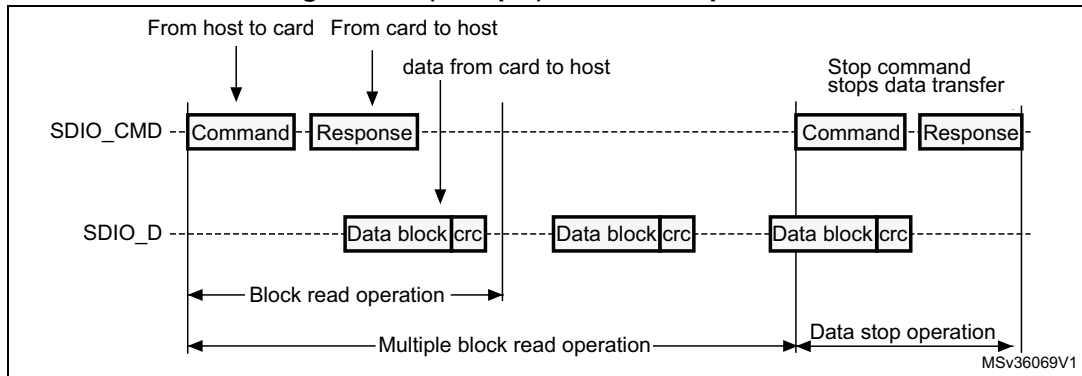 From host to card From card to host
data from card to host
Stop command
stops data transfer
SDIO_CMD Command Response Command Response
SDIO_D Data block crc Data block crc Data block crc
Block read operation
Multiple block read operation Data stop operation
MSv36069V1